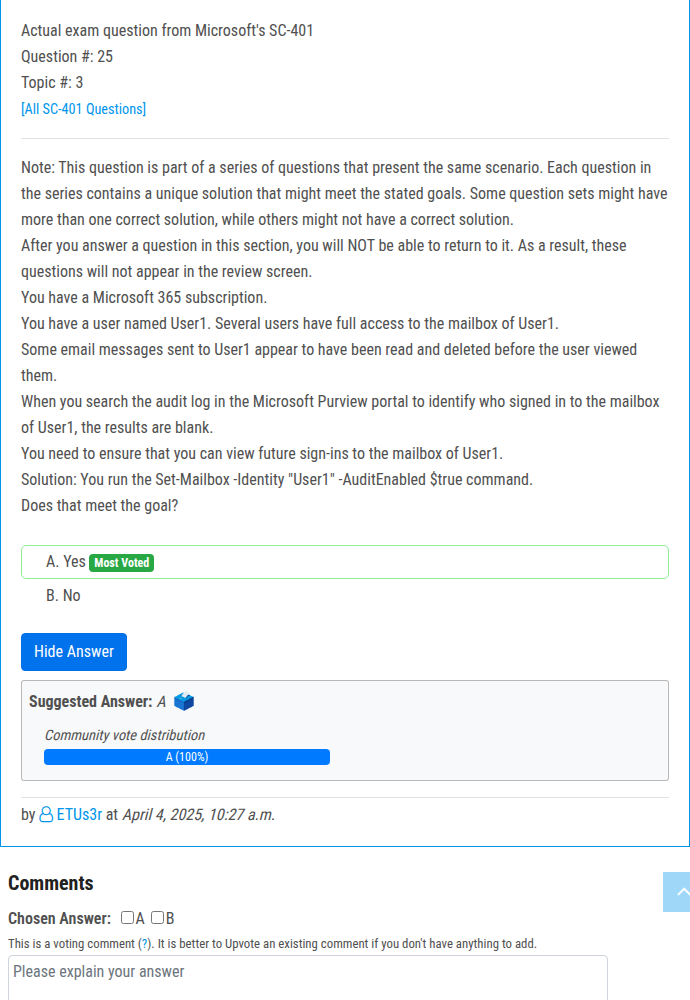 Actual exam question from Microsoft's SC-401
Question #: 25
Topic #: 3
[All SC-401 Questions]
Note: This question is part of a series of questions that present the same scenario. Each question in
the series contains a unique solution that might meet the stated goals. Some question sets might have
more than one correct solution, while others might not have a correct solution.
After you answer a question in this section, you will NOT be able to return to it. As a result, these
questions will not appear in the review screen.
You have a Microsoft 365 subscription.
You have a user named User1. Several users have full access to the mailbox of User1.
Some email messages sent to User1 appear to have been read and deleted before the user viewed
them.
When you search the audit log in the Microsoft Purview portal to identify who signed in to the mailbox
of User1, the results are blank.
You need to ensure that you can view future sign-ins to the mailbox of User1.
Solution: You run the Set-Mailbox -Identity "User1" -AuditEnabled $true command.
Does that meet the goal?
A. Yes Most Voted
B. No
Hide Answer
Suggested Answer: A
Community vote distribution
A (100%)
by ETUs3r at April 4, 2025, 10:27 a.m.
Comments
Chosen Answer: A B
This is a voting comment (?). It is better to Upvote an existing comment if you don't have anything to add.
Please explain your answer